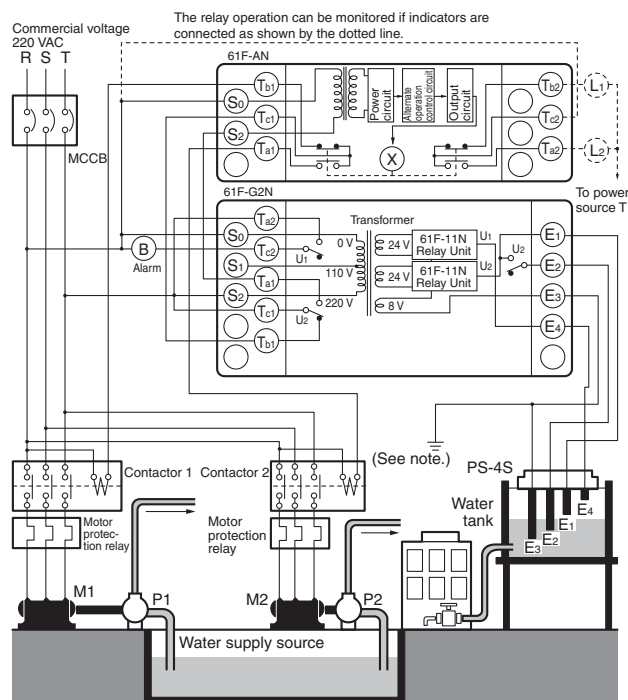 The relay operation can be monitored if indicators are
connected as shown by the dotted line.
Commercial voltage
220 VAC
R S T
MCCB
61F-AN
Tb1
S0
Tc1
S2
Ta1
Power
circuit
Alternate
operation
control circuit
Output
circuit
X
Tb2
Tc2
Ta2
L1
L2
To power
source T
61F-G2N
Ta2
S0
Tc2
S1
Ta1
S2
Tc1
Tb1
B
Alarm
U1
U2
Transformer
0 V
110 V
220 V
24 V
24 V
8 V
61F-11N
Relay Unit
61F-11N
Relay Unit
U1
U2
U2
E1
E2
E3
E4
(See note.)
PS-4S
Contactor 1
Contactor 2
Motor
protec-
tion relay
Motor
protection
relay
Water
tank
E4
E1
E2
E3
M1
P1
M2
P2
Water supply source